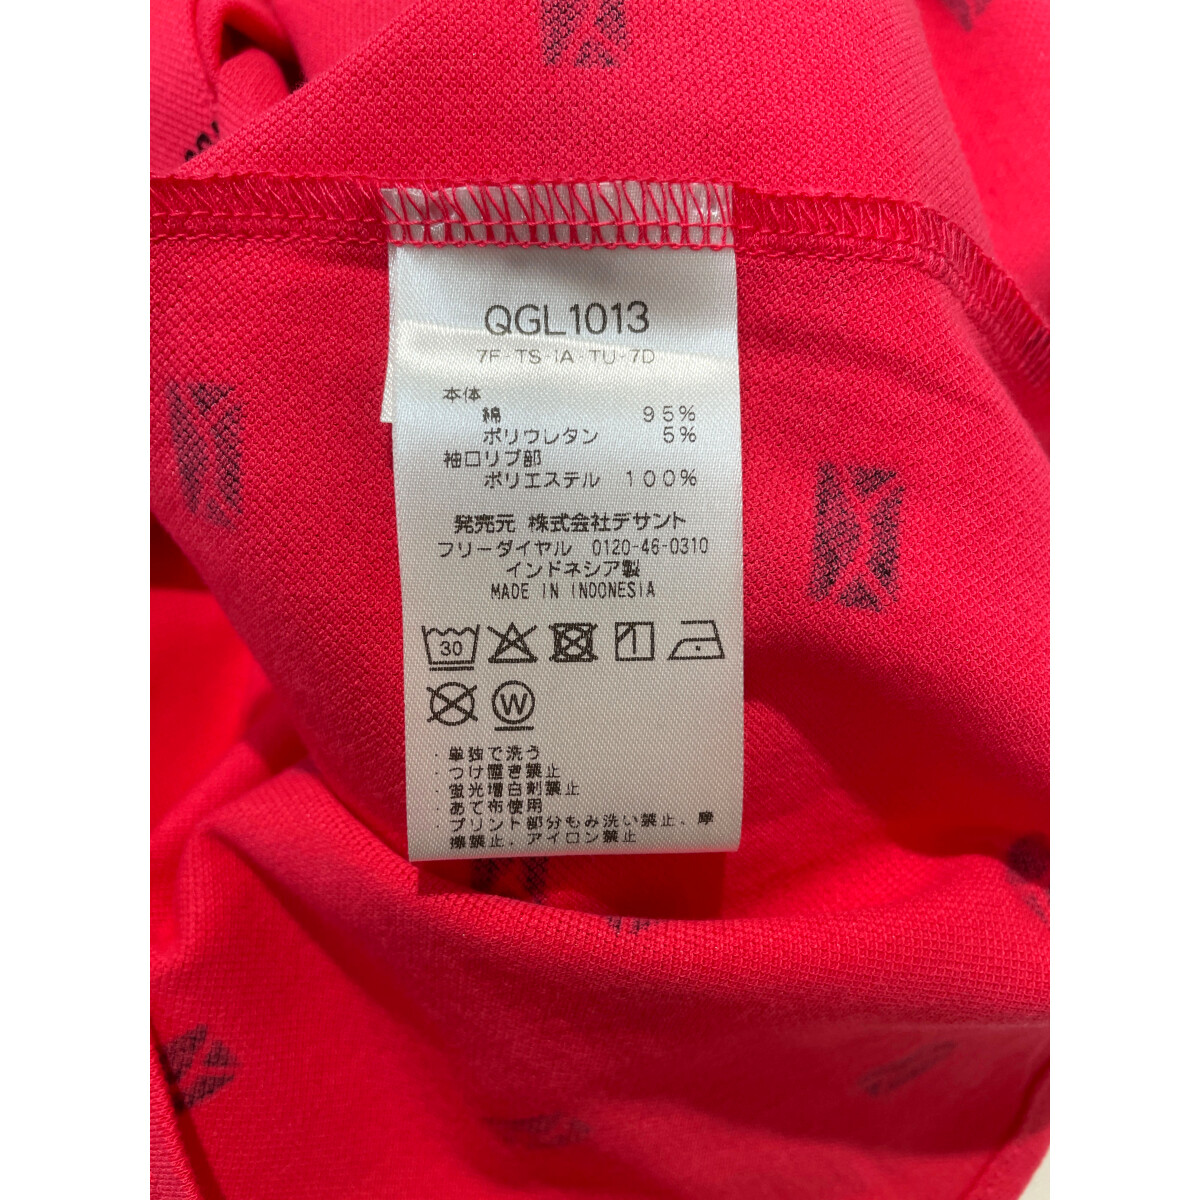 QGL1013
7F-TS-IA-TU-7D
本体
綿 95%
ポリウレタン 5%
袖口リブ部
ポリエステル 100%
発売元 株式会社デサント
フリーダイヤル 0120-46-0310
インドネシア製
MADE IN INDONESIA
30
W
・単独で洗う
・つけ置き禁止
・蛍光増白剤禁止
・あて布使用
・プリント部分もみ洗い禁止、摩
擦禁止、アイロン禁止